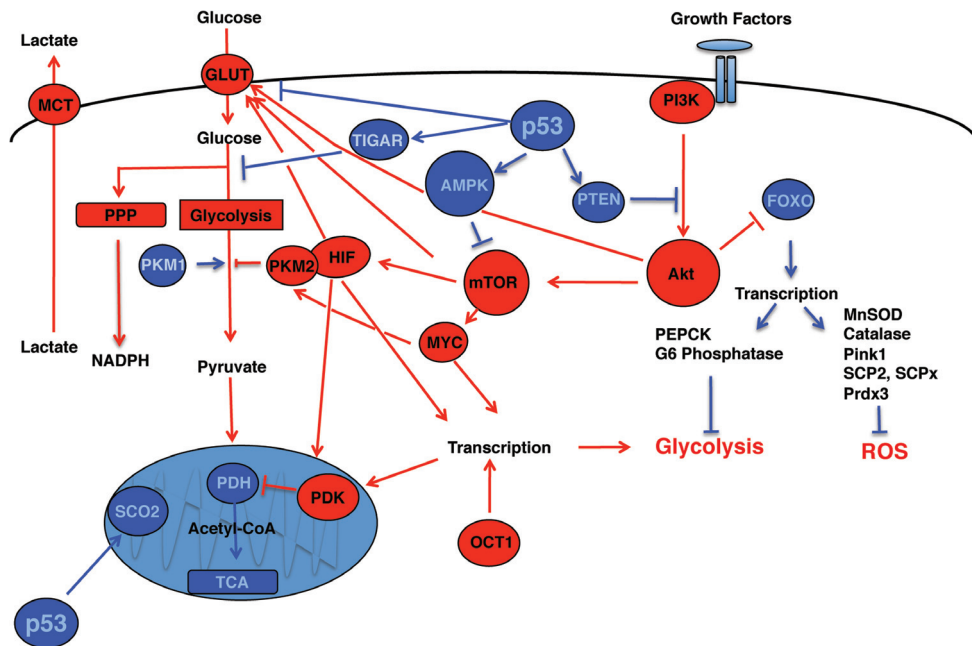 Glucose
Growth Factors
Lactate
GLUT
MCT
PI3K
p53
Glucose
TIGAR
AMPK
PTEN
FOXO
PPP
Glycolysis
PKM1
PKM2
HIF
mTOR
Akt
Transcription
MYC
PEPCK
G6 Phosphatase
MnSOD
Catalase
Pink1
SCP2, SCPx
Prdx3
Lactate
NADPH
Pyruvate
Transcription
Glycolysis
ROS
PDH
PDK
SCO2
Acetyl-CoA
OCT1
TCA
p53